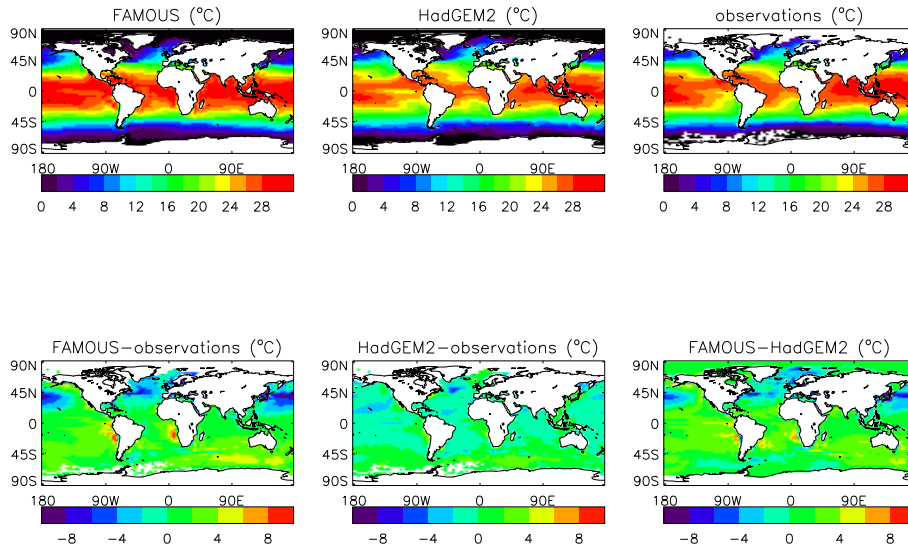 FAMOUS (°C)
HadGEM2 (°C)
observations (°C)
90N
45N
0
45S
90S
180 90W 0 90E
0 4 8 12 16 20 24 28
90N
45N
0
45S
90S
180 90W 0 90E
0 4 8 12 16 20 24 28
90N
45N
0
45S
90S
180 90W 0 90E
0 4 8 12 16 20 24 28
FAMOUS-observations (°C)
HadGEM2-observations (°C)
FAMOUS-HadGEM2 (°C)
90N
45N
0
45S
90S
180 90W 0 90E
-8 -4 0 4 8
90N
45N
0
45S
90S
180 90W 0 90E
-8 -4 0 4 8
90N
45N
0
45S
90S
180 90W 0 90E
-8 -4 0 4 8